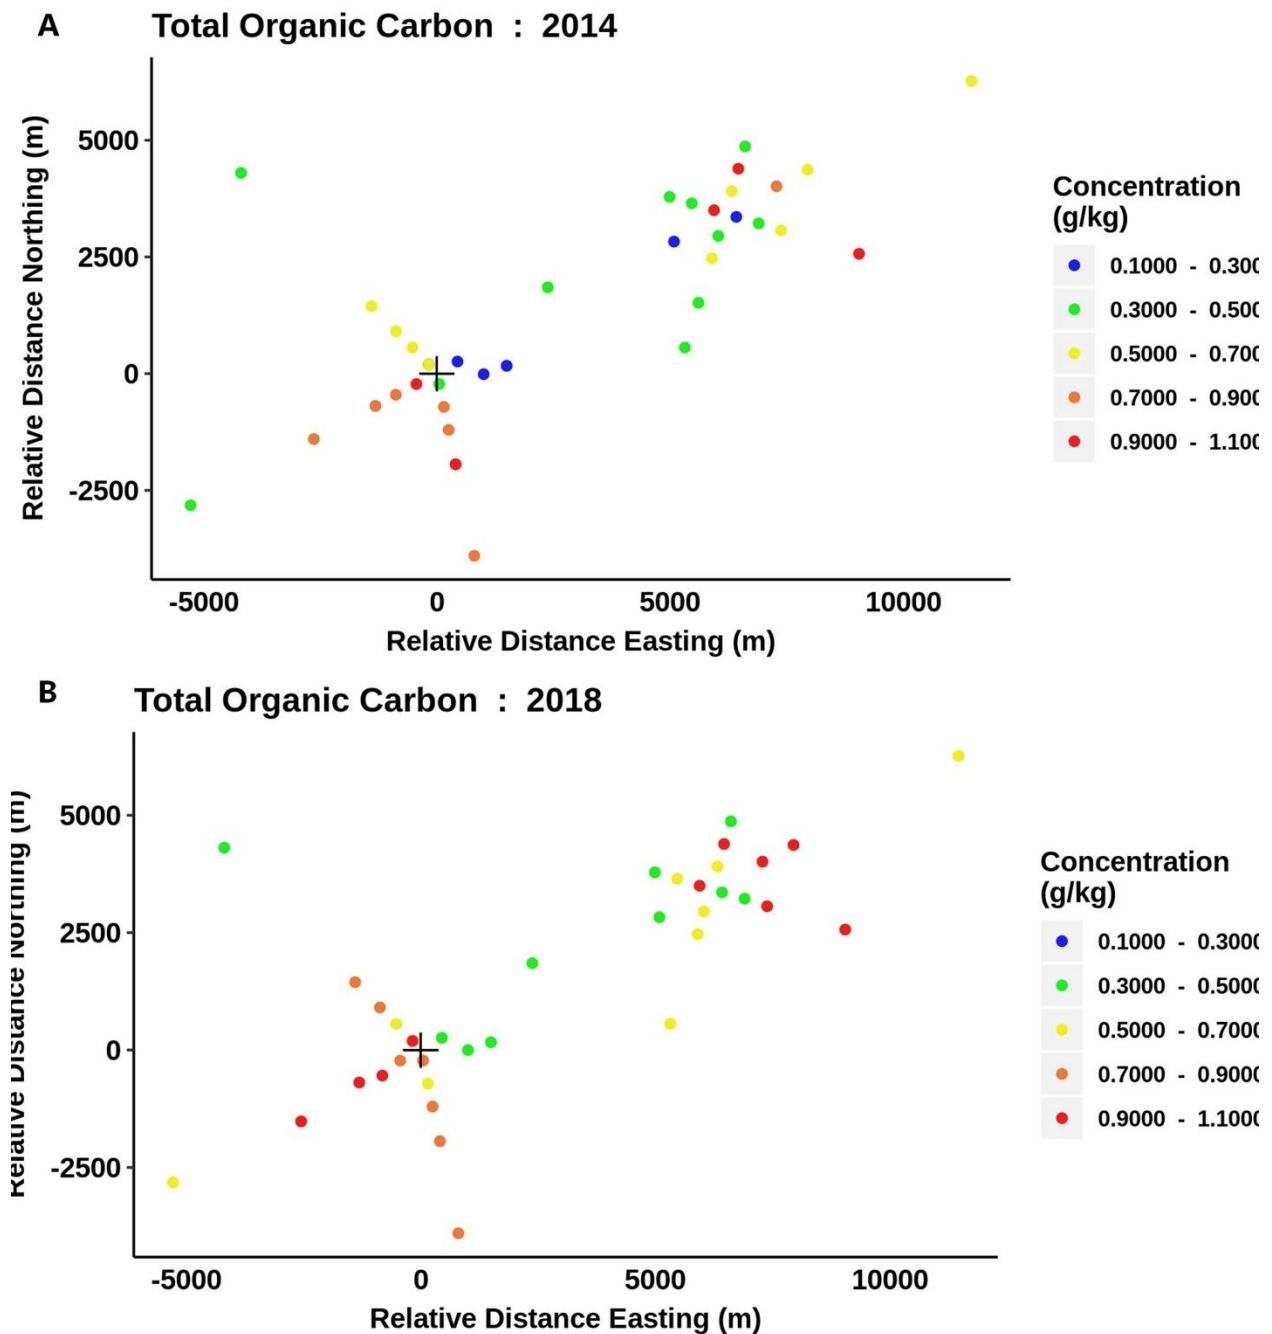 A
Total Organic Carbon : 2014
Relative Distance Northing (m)
5000
2500
0
-2500
-5000 0 5000 10000
Relative Distance Easting (m)
Concentration
(g/kg)
0.1000 - 0.300
0.3000 - 0.500
0.5000 - 0.700
0.7000 - 0.900
0.9000 - 1.100
B
Total Organic Carbon : 2018
Relative Distance Northing (m)
5000
2500
0
-2500
-5000 0 5000 10000
Relative Distance Easting (m)
Concentration
(g/kg)
0.1000 - 0.3000
0.3000 - 0.5000
0.5000 - 0.7000
0.7000 - 0.9000
0.9000 - 1.1000